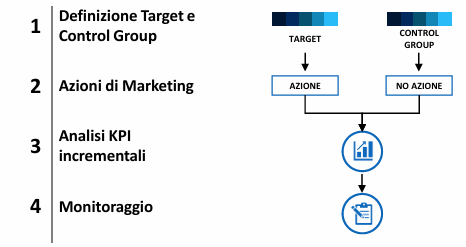 1
Definizione Target e
Control Group
2
Azioni di Marketing
3
Analisi KPI
incrementali
4
Monitoraggio
TARGET
CONTROL
GROUP
AZIONE
NO AZIONE